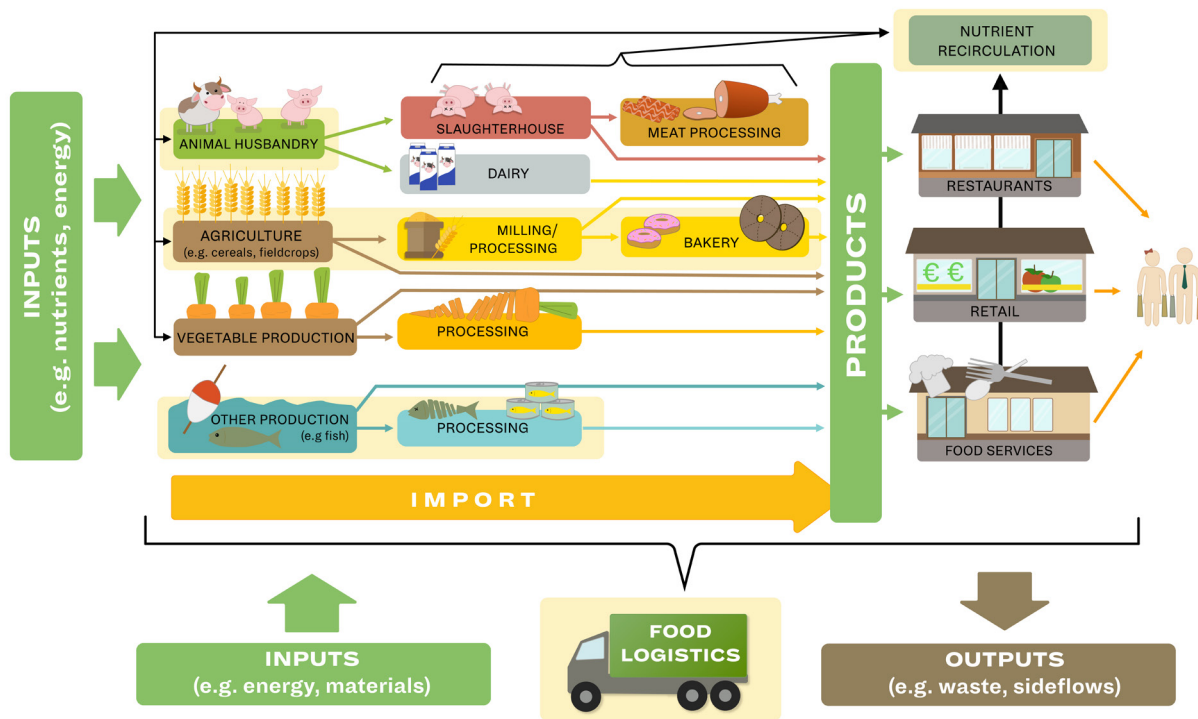 NUTRIENT
RECIRCULATION
INPUTS
(e.g. nutrients, energy)
ANIMAL HUSBANDRY
SLAUGHTERHOUSE
MEAT PROCESSING
DAIRY
AGRICULTURE
(e.g. cereals, fieldcrops)
MILLING/
PROCESSING
BAKERY
VEGETABLE PRODUCTION
PROCESSING
OTHER PRODUCTION
(e.g fish)
PROCESSING
IMPORT
PRODUCTS
RESTAURANTS
€ €
RETAIL
FOOD SERVICES
INPUTS
(e.g. energy, materials)
FOOD
LOGISTICS
OUTPUTS
(e.g. waste, sideflows)